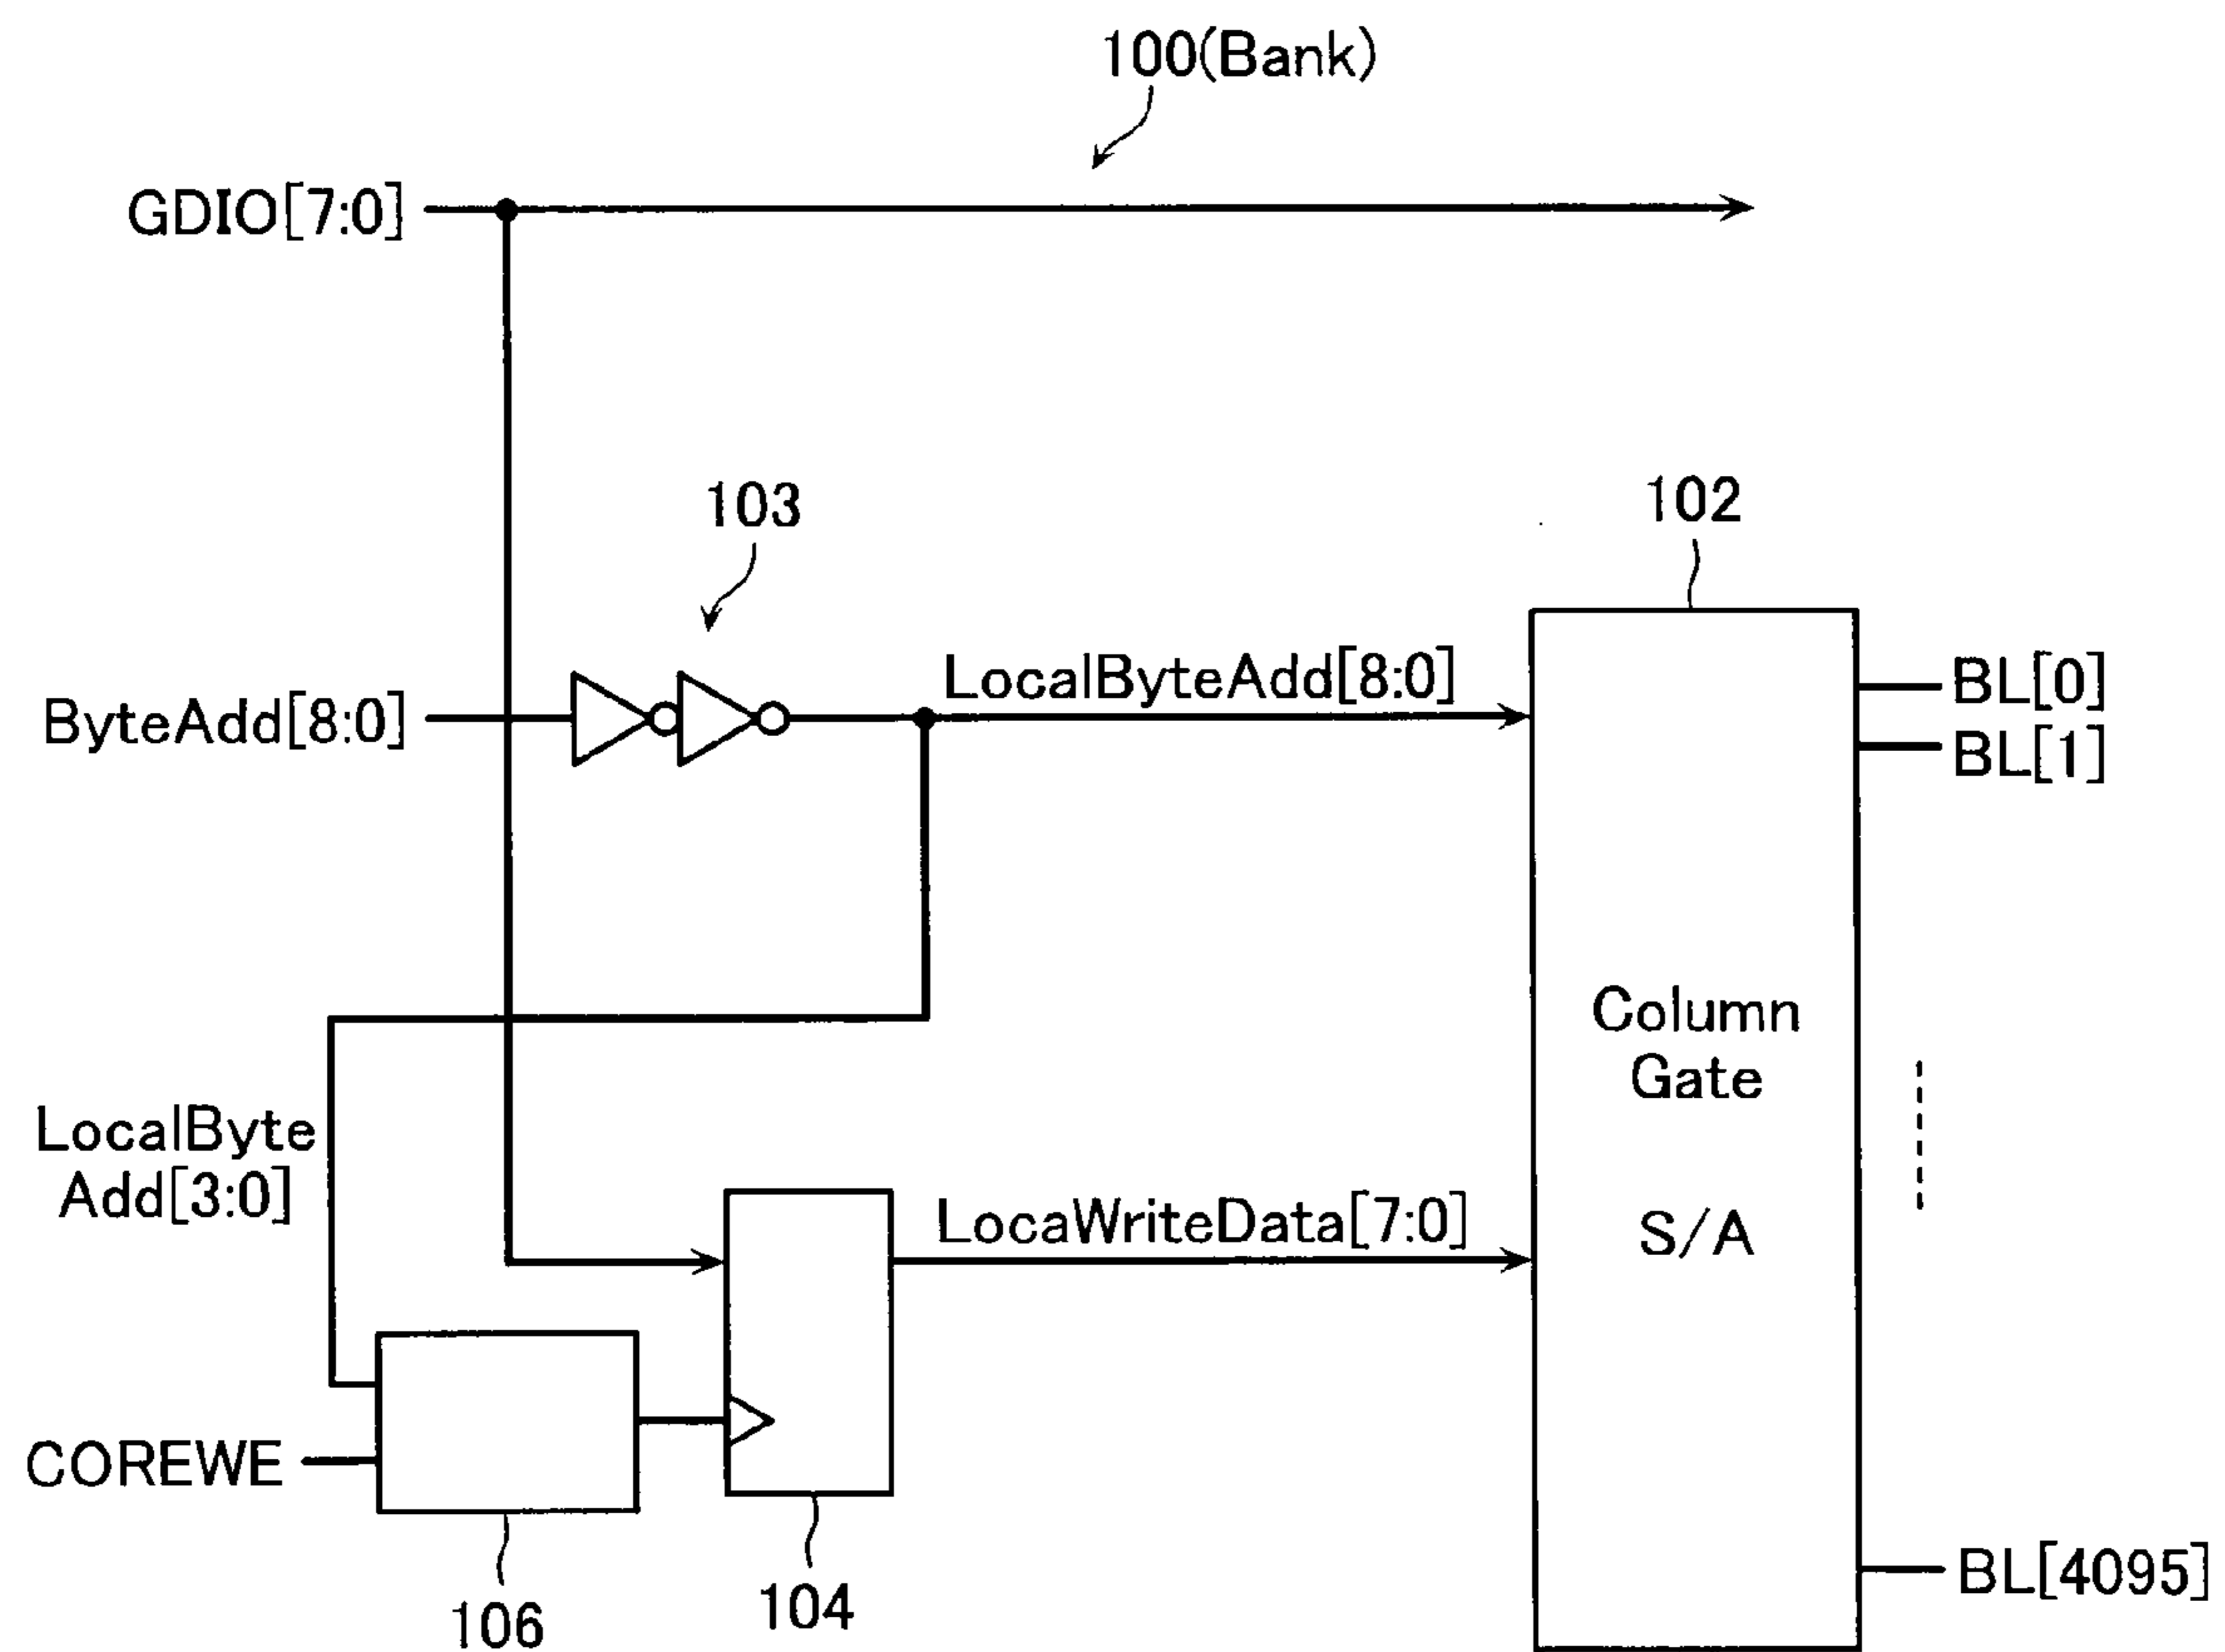 100(Bank)
GDIO[7:0]
103
102
ByteAdd[8:0]
LocalByteAdd[8:0]
BL[0]
BL[1]
Column
Gate
S/A
LocalByte
Add[3:0]
LocaWriteData[7:0]
COREWE
BL[4095]
106
104